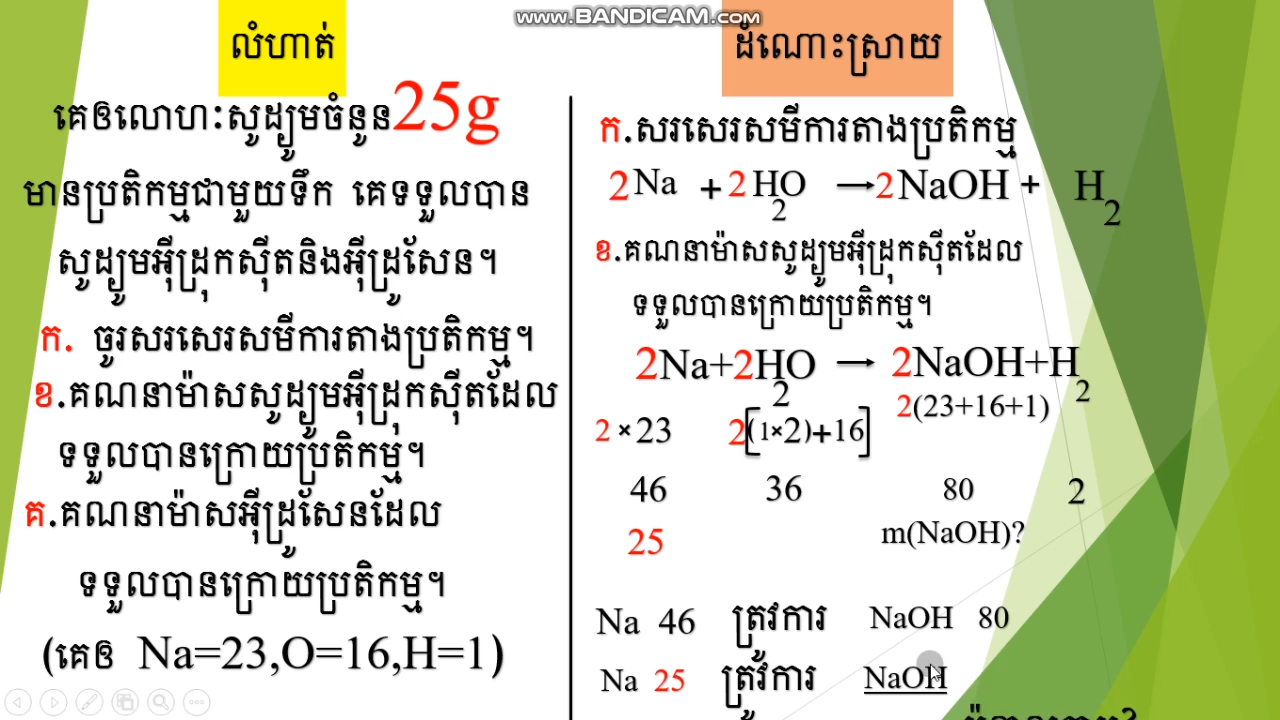 www.BANDICAM.com
លំហាត់
គេឲលោហៈសូដ្យូមចំនួន25g
មានប្រតិកម្មជាមួយទឹក គេទទួលបាន
សូដ្យូមអ៊ីដ្រុកស៊ីតនិងអ៊ីដ្រូសែន។
ក. ចូរសរសេរសមីការតាងប្រតិកម្ម។
ខ.គណនាម៉ាសសូដ្យូមអ៊ីដ្រុកស៊ីតដែល
ទទួលបានក្រោយប្រតិកម្ម។
គ.គណនាម៉ាសអ៊ីដ្រូសែនដែល
ទទួលបានក្រោយប្រតិកម្ម។
(គេឲ Na=23,O=16,H=1)
ដំណោះស្រាយ
ក.សរសេរសមីការតាងប្រតិកម្ម
2Na + 2H₂O → 2NaOH + H₂
ខ.គណនាម៉ាសសូដ្យូមអ៊ីដ្រុកស៊ីតដែល
ទទួលបានក្រោយប្រតិកម្ម។
2Na+2H₂O → 2NaOH+H₂
2×23 2[(1×2)+16] 2(23+16+1)
46 36 80 2
25 m(NaOH)?
Na 46 ត្រូវការ NaOH 80
Na 25 ត្រូវការ NaOH